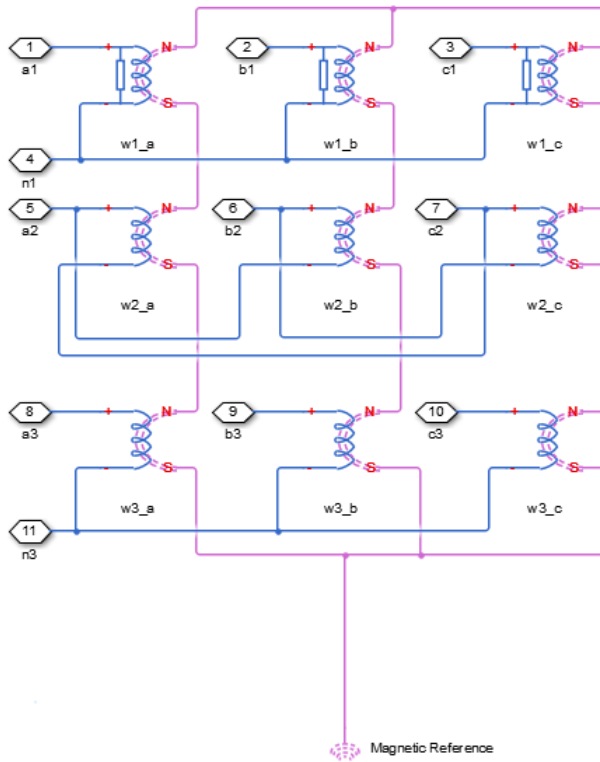 1 + N 2 + N 3 + N
a1 b1 c1
- S - S - S
w1_a w1_b w1_c
4
n1
5 + N 6 + N 7 + N
a2 b2 c2
- S - S - S
w2_a w2_b w2_c
8 + N 9 + N 10 + N
a3 b3 c3
- S - S - S
w3_a w3_b w3_c
11
n3
Magnetic Reference